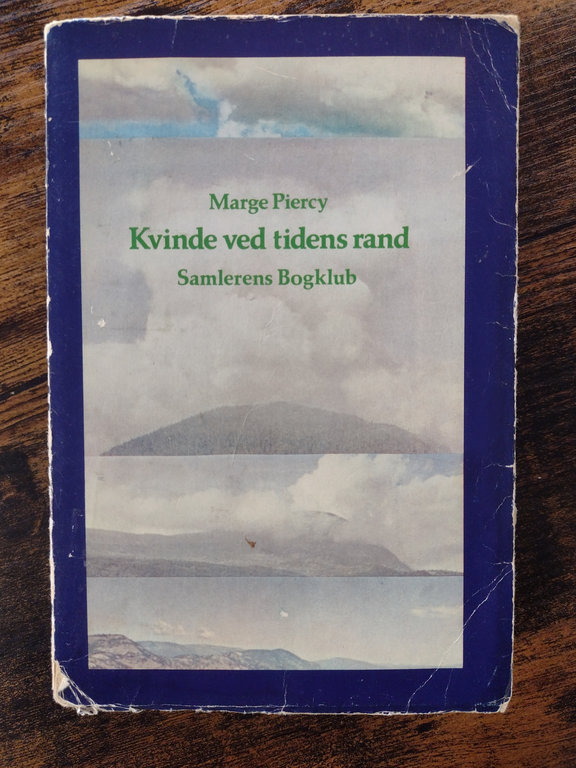 Marge Piercy
Kvinde ved tidens rand
Samlerens Bogklub